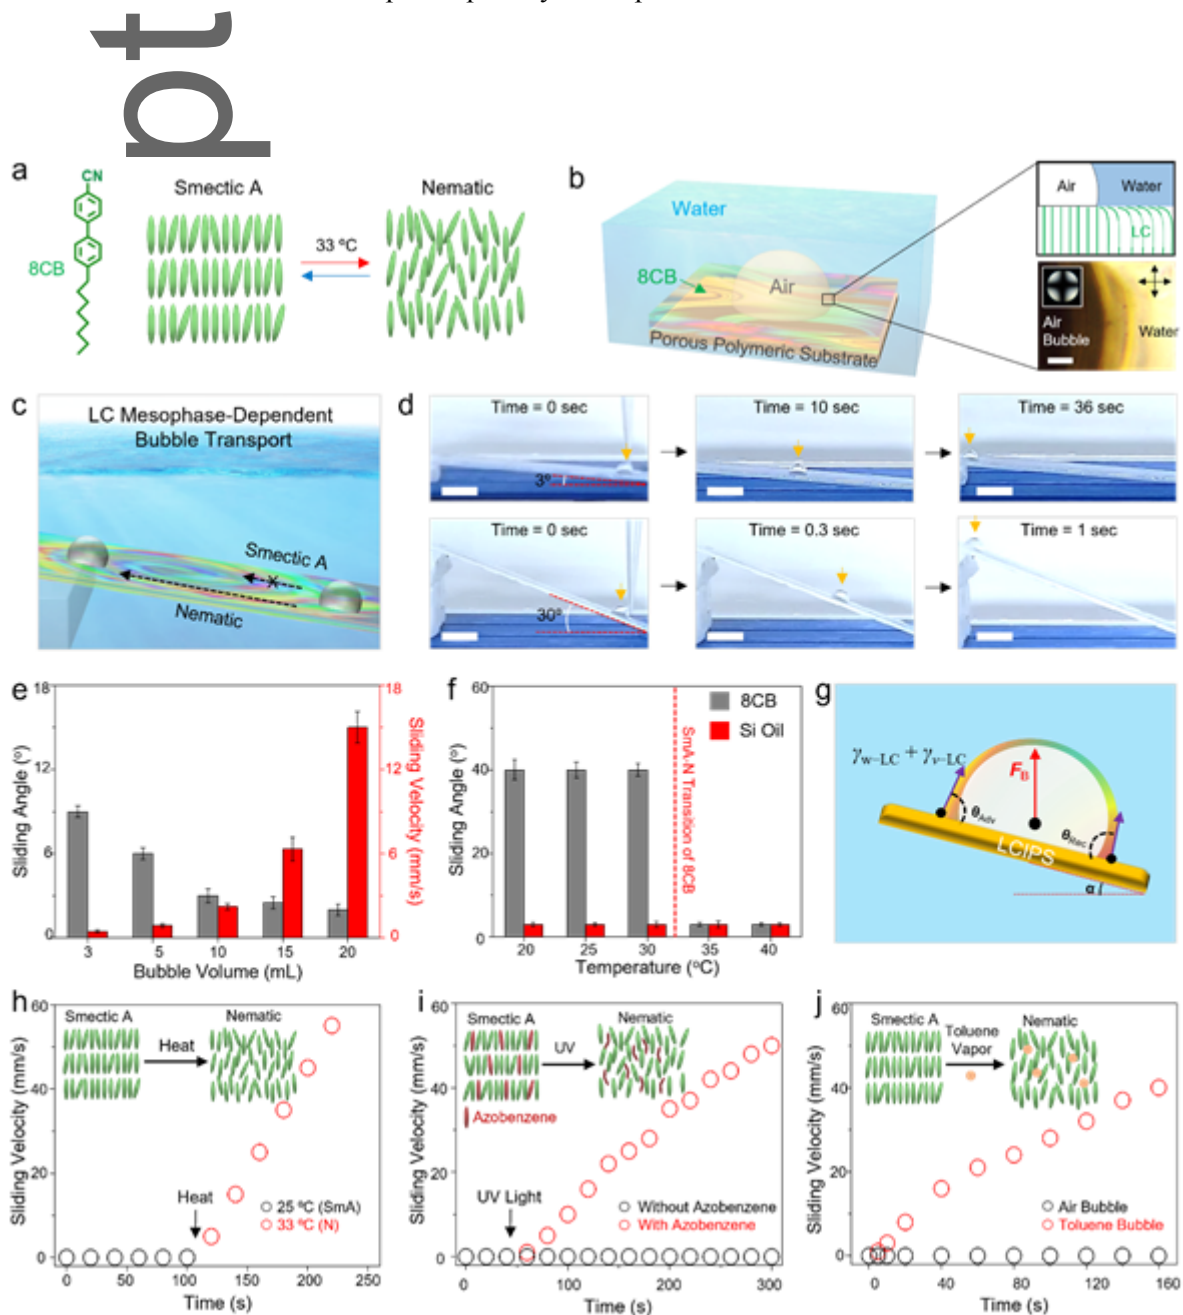 pt
a
CN
8CB
Smectic A
33 ºC
Nematic
b
Water
8CB
Air
Porous Polymeric Substrate
Air
Water
LC
Air
Bubble
Water
c
LC Mesophase-Dependent
Bubble Transport
Smectic A
Nematic
d
Time = 0 sec
Time = 10 sec
Time = 36 sec
3º
Time = 0 sec
Time = 0.3 sec
Time = 1 sec
30º
e
Sliding Angle (º)
18
12
6
0
18
12
6
0
Sliding Velocity (mm/s)
3
5
10
15
20
Bubble Volume (mL)
f
Sliding Angle (º)
60
40
20
0
8CB
Si Oil
SmA-N Transition of 8CB
20
25
30
35
40
Temperature (ºC)
g
γw-LC + γv-LC
FB
θAdv
θRec
LCIPS
α
h
Sliding Velocity (mm/s)
60
40
20
0
Smectic A
Heat
Nematic
Heat
25 ºC (SmA)
33 ºC (N)
0
50
100
150
200
250
Time (s)
i
Sliding Velocity (mm/s)
60
40
20
0
Smectic A
UV
Nematic
Azobenzene
UV Light
Without Azobenzene
With Azobenzene
0
100
200
300
Time (s)
j
Sliding Velocity (mm/s)
60
40
20
0
Smectic A
Toluene
Vapor
Nematic
Air Bubble
Toluene Bubble
0
40
80
120
160
Time (s)